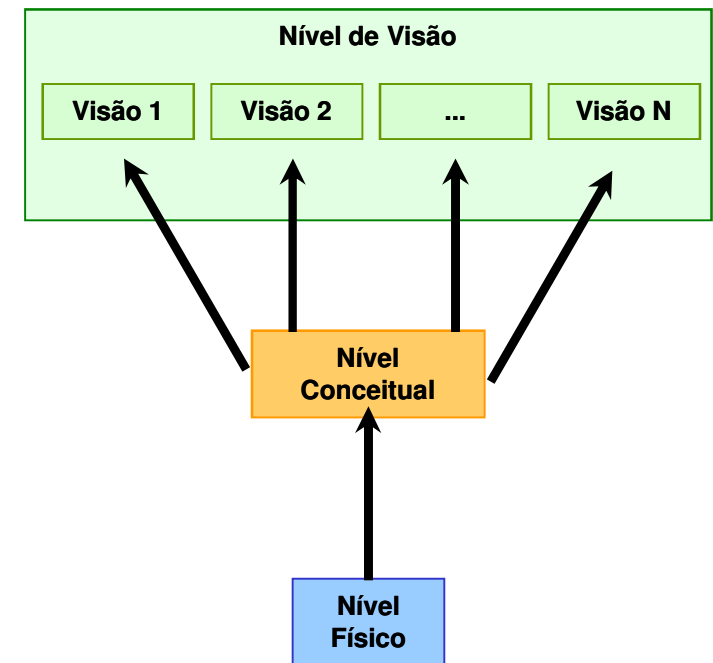 Nível de Visão
Visão 1
Visão 2
...
Visão N
Nível
Conceitual
Nível
Físico